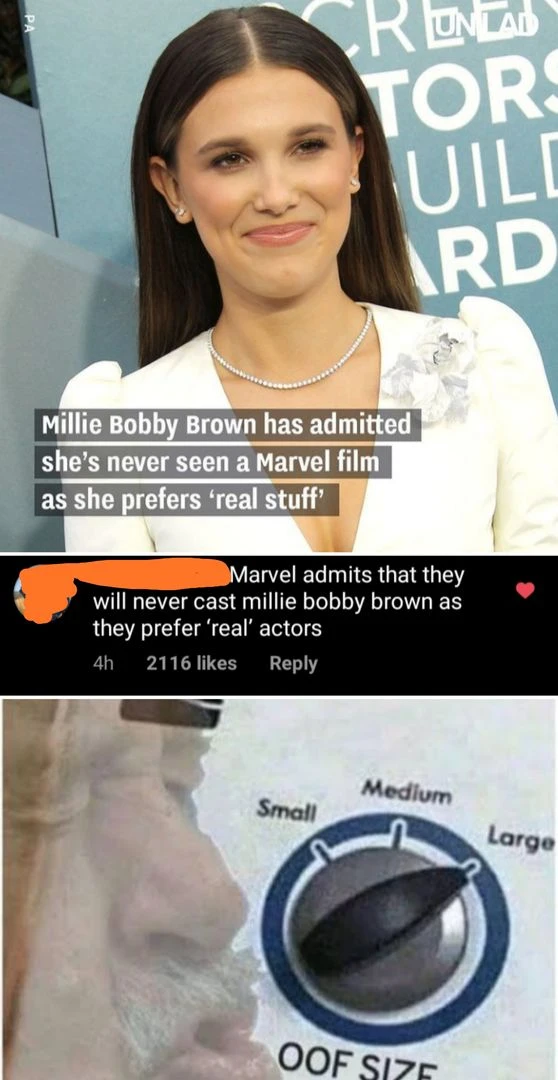 PA
UNILAD
CREEN
TORS
UILD
ARD
Millie Bobby Brown has admitted
she's never seen a Marvel film
as she prefers 'real stuff'
Marvel admits that they
will never cast millie bobby brown as
they prefer 'real' actors
4h 2116 likes Reply
Small
Medium
Large
OOF SIZE